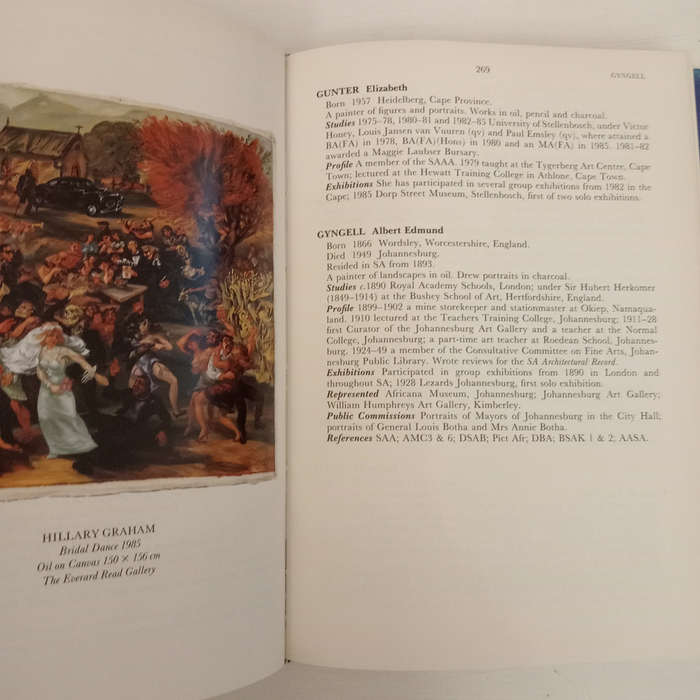 HILLARY GRAHAM
Bridal Dance 1985
Oil on Canvas 150 × 156 cm
The Everard Read Gallery
269
GYNGELL
GUNTER Elizabeth
Born 1957 Heidelberg, Cape Province.
A painter of figures and portraits. Works in oil, pencil and charcoal.
Studies 1975–78, 1980–81 and 1982–85 University of Stellenbosch, under Victor
Honey, Louis Jansen van Vuuren (qv) and Paul Emsley (qv), where attained a
BA(FA) in 1978, BA(FA)(Hons) in 1980 and an MA(FA) in 1985. 1981–82
awarded a Maggie Laubser Bursary.
Profile A member of the SAAA. 1979 taught at the Tygerberg Art Centre, Cape
Town; lectured at the Hewatt Training College in Athlone, Cape Town.
Exhibitions She has participated in several group exhibitions from 1982 in the
Cape; 1985 Dorp Street Museum, Stellenbosch, first of two solo exhibitions.
GYNGELL Albert Edmund
Born 1866 Wordsley, Worcestershire, England.
Died 1949 Johannesburg.
Resided in SA from 1893.
A painter of landscapes in oil. Drew portraits in charcoal.
Studies c.1890 Royal Academy Schools, London; under Sir Hubert Herkomer
(1849–1914) at the Bushey School of Art, Hertfordshire, England.
Profile 1899–1902 a mine storekeeper and stationmaster at Okiep, Namaqua-
land. 1910 lectured at the Teachers Training College, Johannesburg; 1911–28
first Curator of the Johannesburg Art Gallery and a teacher at the Normal
College, Johannesburg; a part-time art teacher at Roedean School, Johannes-
burg. 1924–49 a member of the Consultative Committee on Fine Arts, Johan-
nesburg Public Library. Wrote reviews for the SA Architectural Record.
Exhibitions Participated in group exhibitions from 1890 in London and
throughout SA; 1928 Lezards Johannesburg, first solo exhibition.
Represented Africana Museum, Johannesburg; Johannesburg Art Gallery;
William Humphreys Art Gallery, Kimberley.
Public Commissions Portraits of Mayors of Johannesburg in the City Hall;
portraits of General Louis Botha and Mrs Annie Botha.
References SAA; AMC3 & 6; DSAB; Pict Afr; DBA; BSAK 1 & 2; AASA.